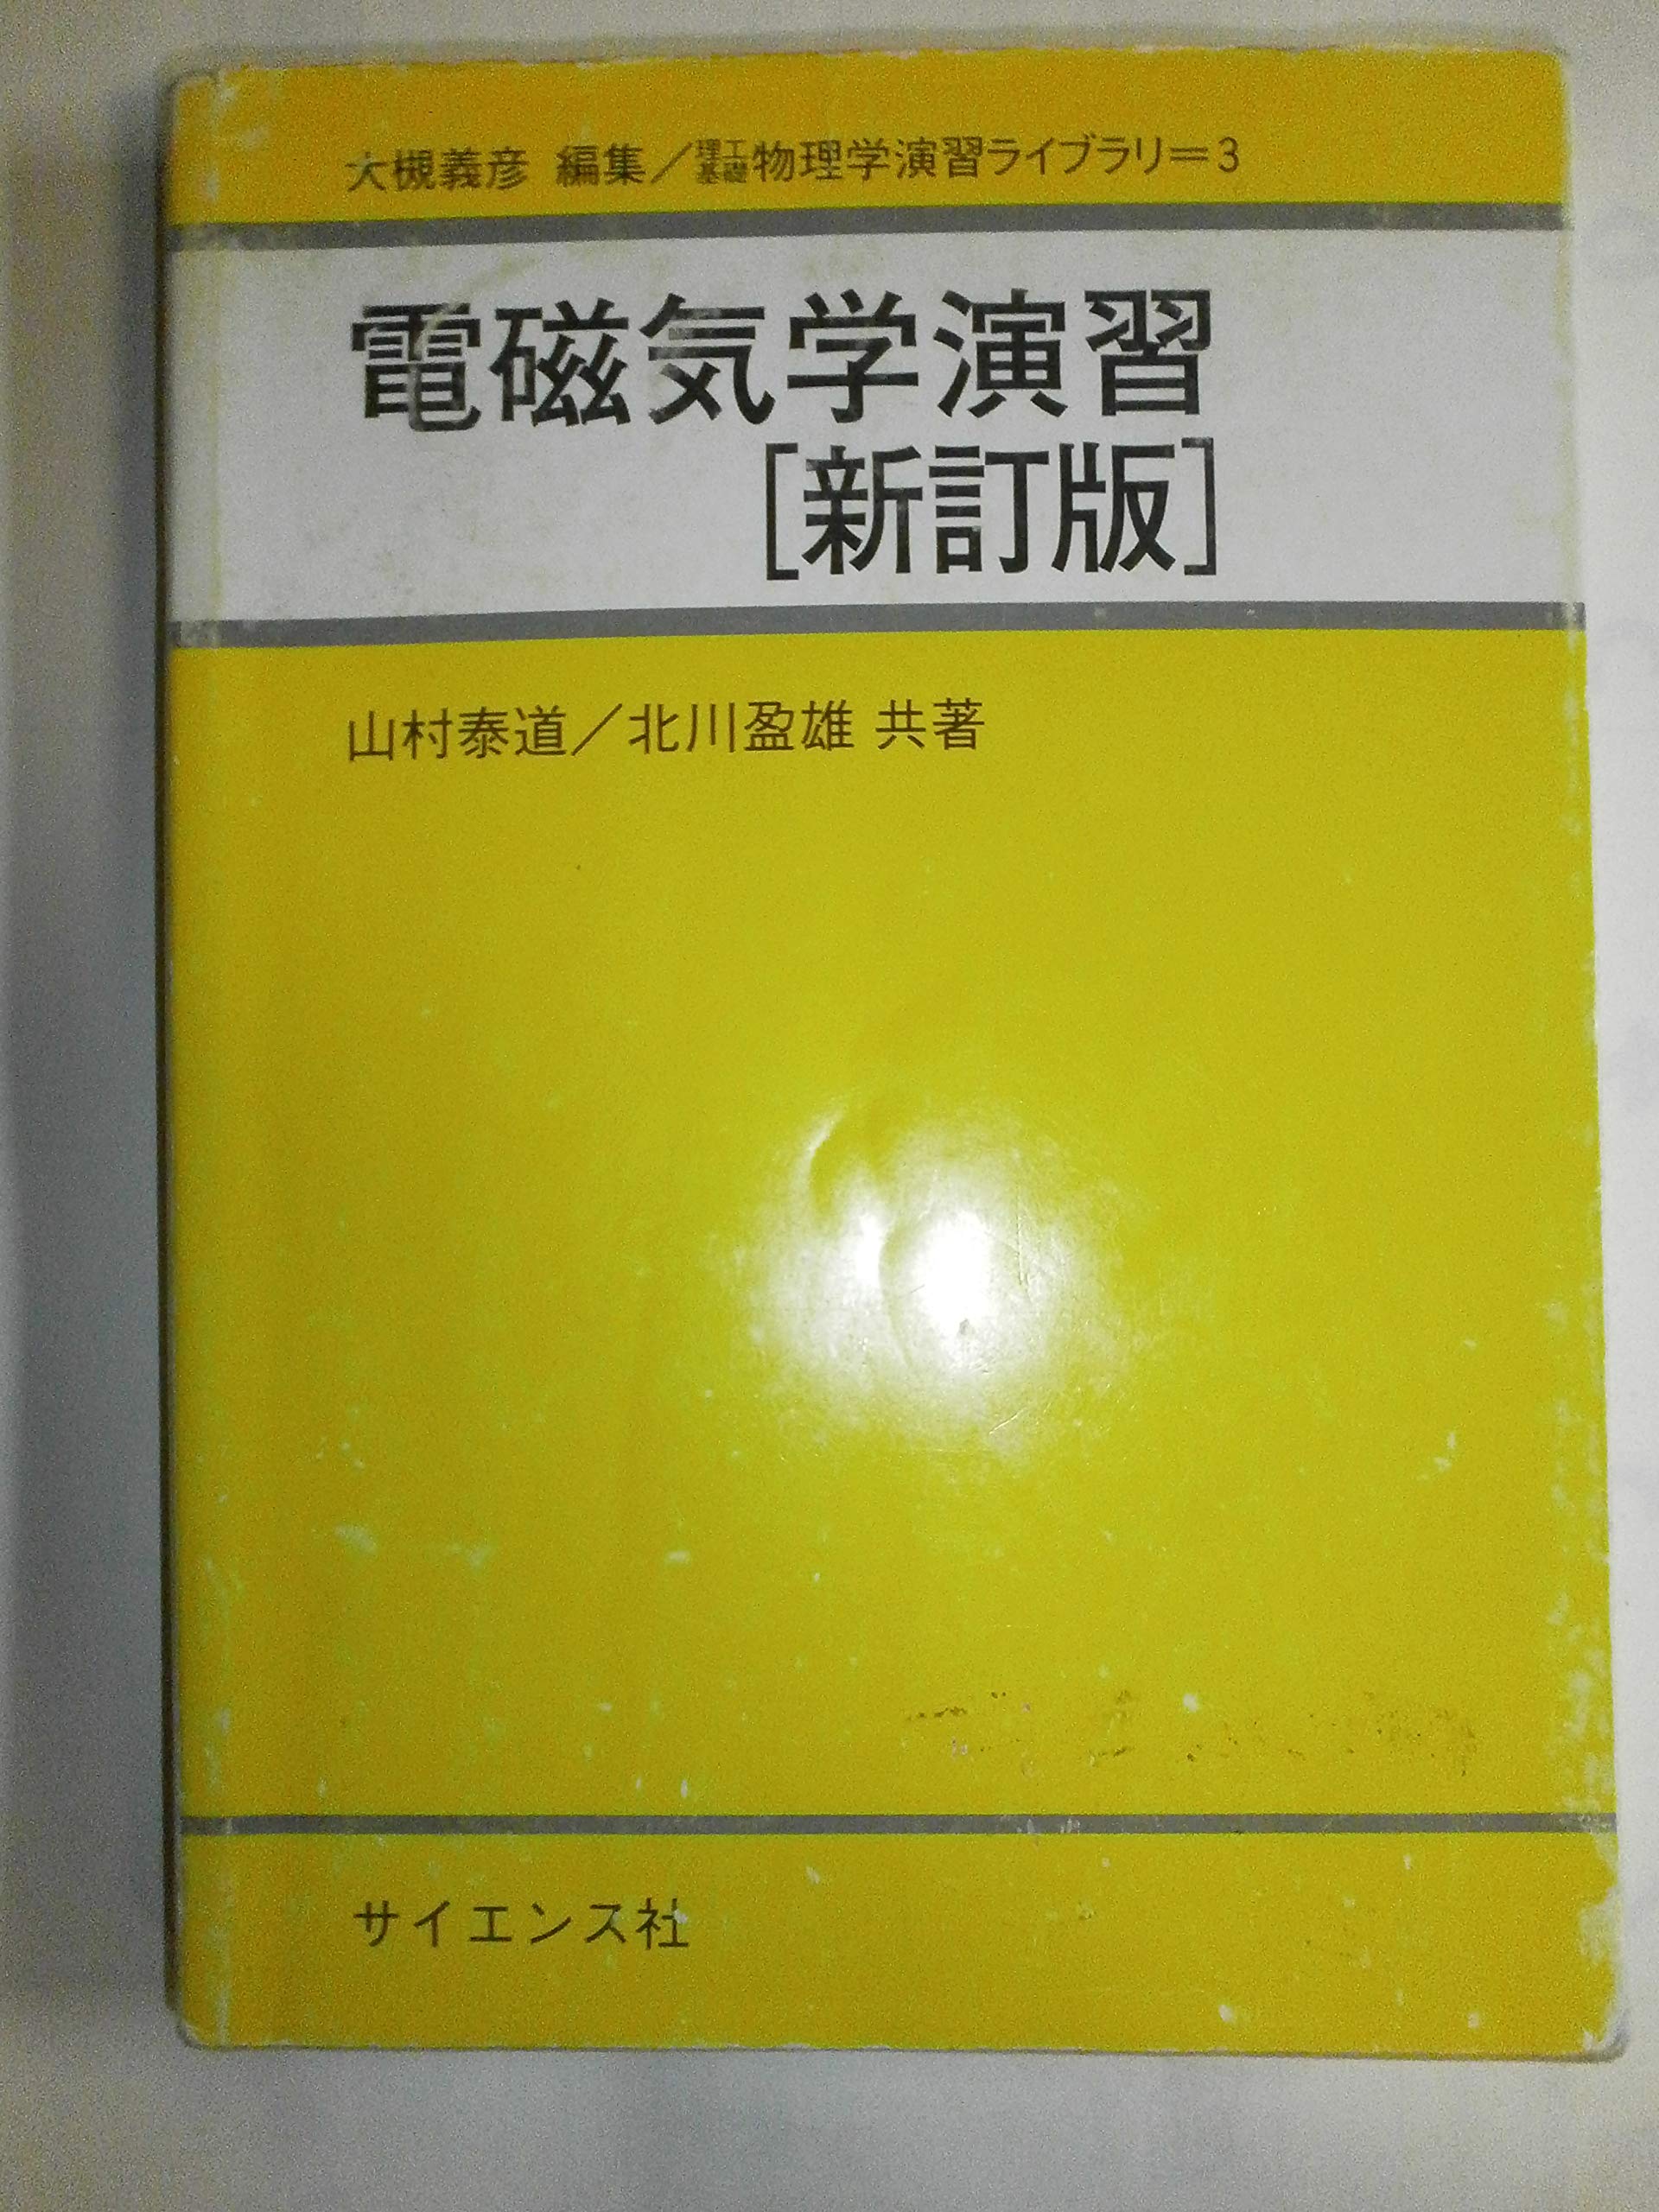 大槻義彦 編集／理工基礎物理学演習ライブラリ＝3
電磁気学演習
［新訂版］
山村泰道／北川盈雄 共著
サイエンス社